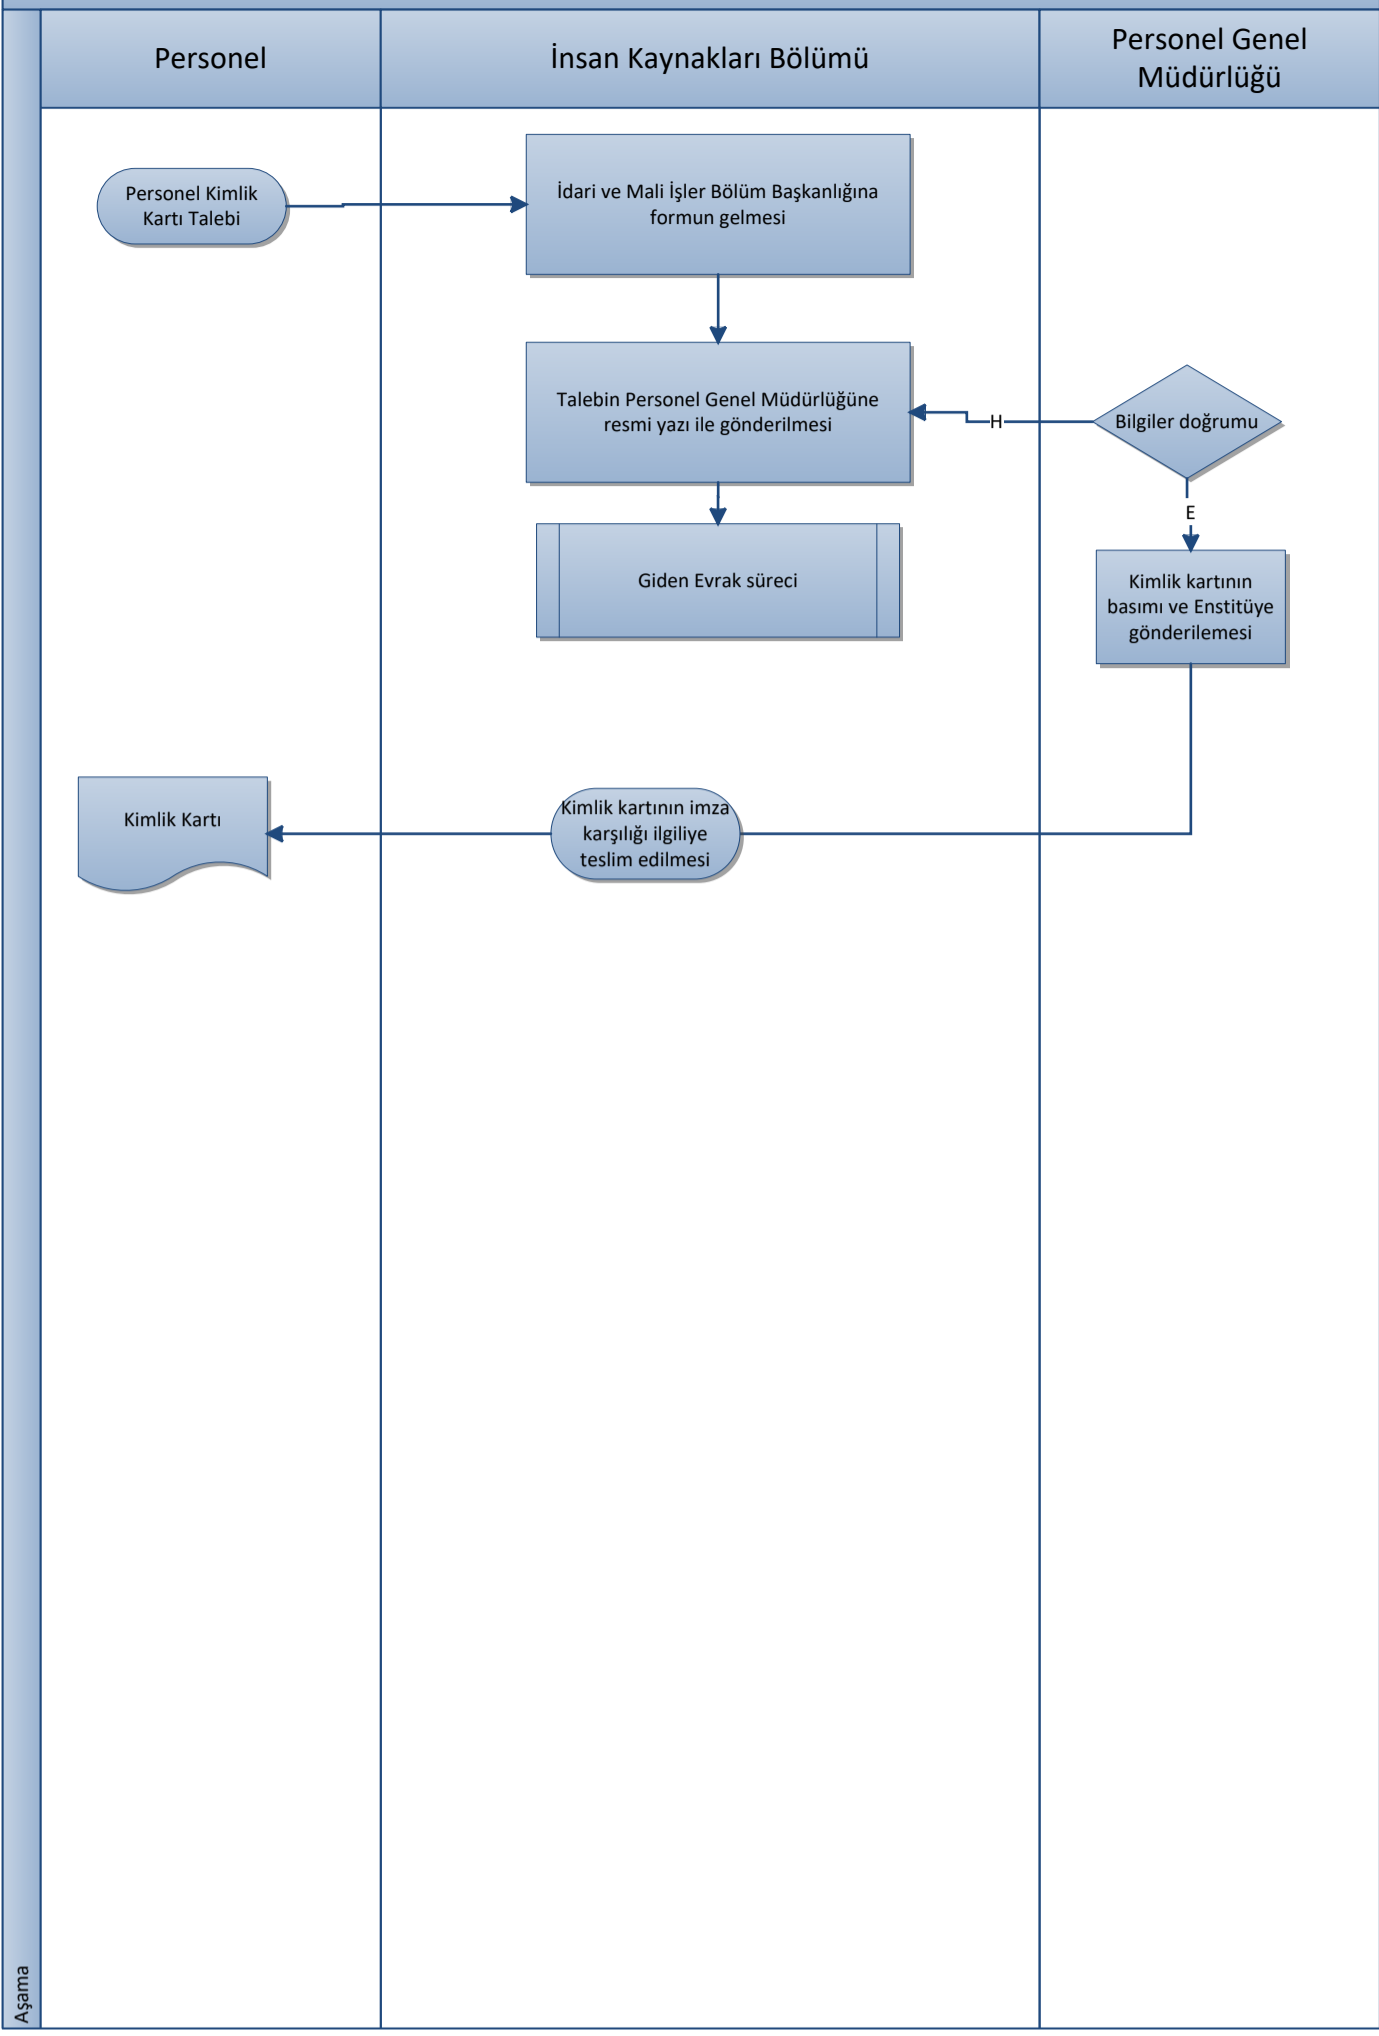 Personel
İnsan Kaynakları Bölümü
Personel Genel
Müdürlüğü
Personel Kimlik
Kartı Talebi
İdari ve Mali İşler Bölüm Başkanlığına
formun gelmesi
Talebin Personel Genel Müdürlüğüne
resmi yazı ile gönderilmesi
H
Bilgiler doğrumu
E
Giden Evrak süreci
Kimlik kartının
basımı ve Enstitüye
gönderilemesi
Kimlik Kartı
Kimlik kartının imza
karşılığı ilgiliye
teslim edilmesi
Aşama